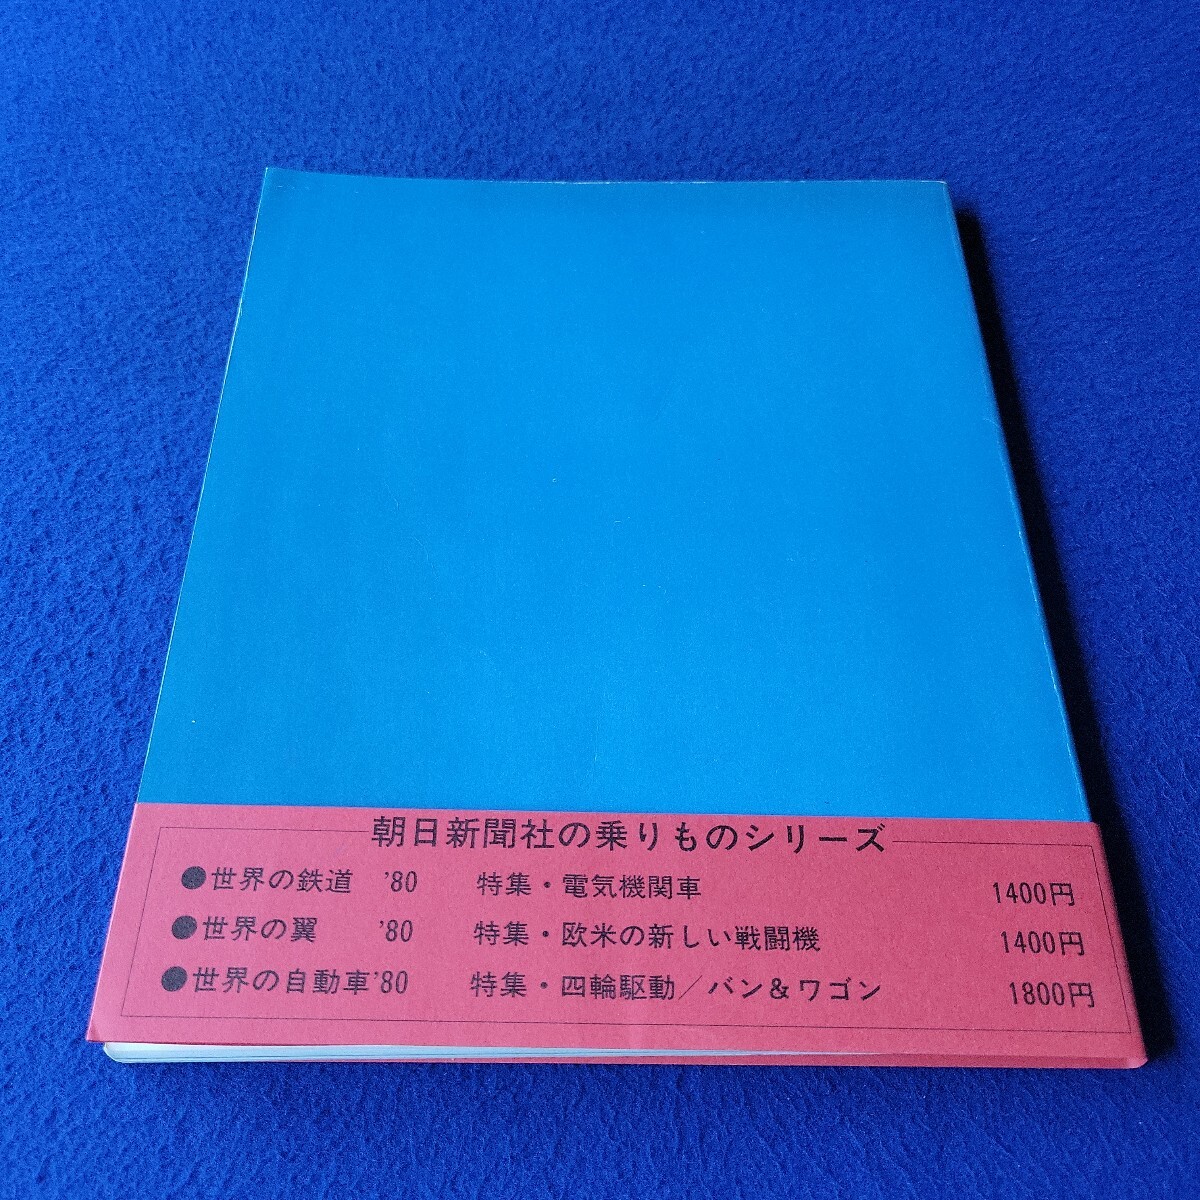 朝日新聞社の乗りものシリーズ
●世界の鉄道 '80 特集・電気機関車 1400円
●世界の翼 '80 特集・欧米の新しい戦闘機 1400円
●世界の自動車'80 特集・四輪駆動/バン&ワゴン 1800円